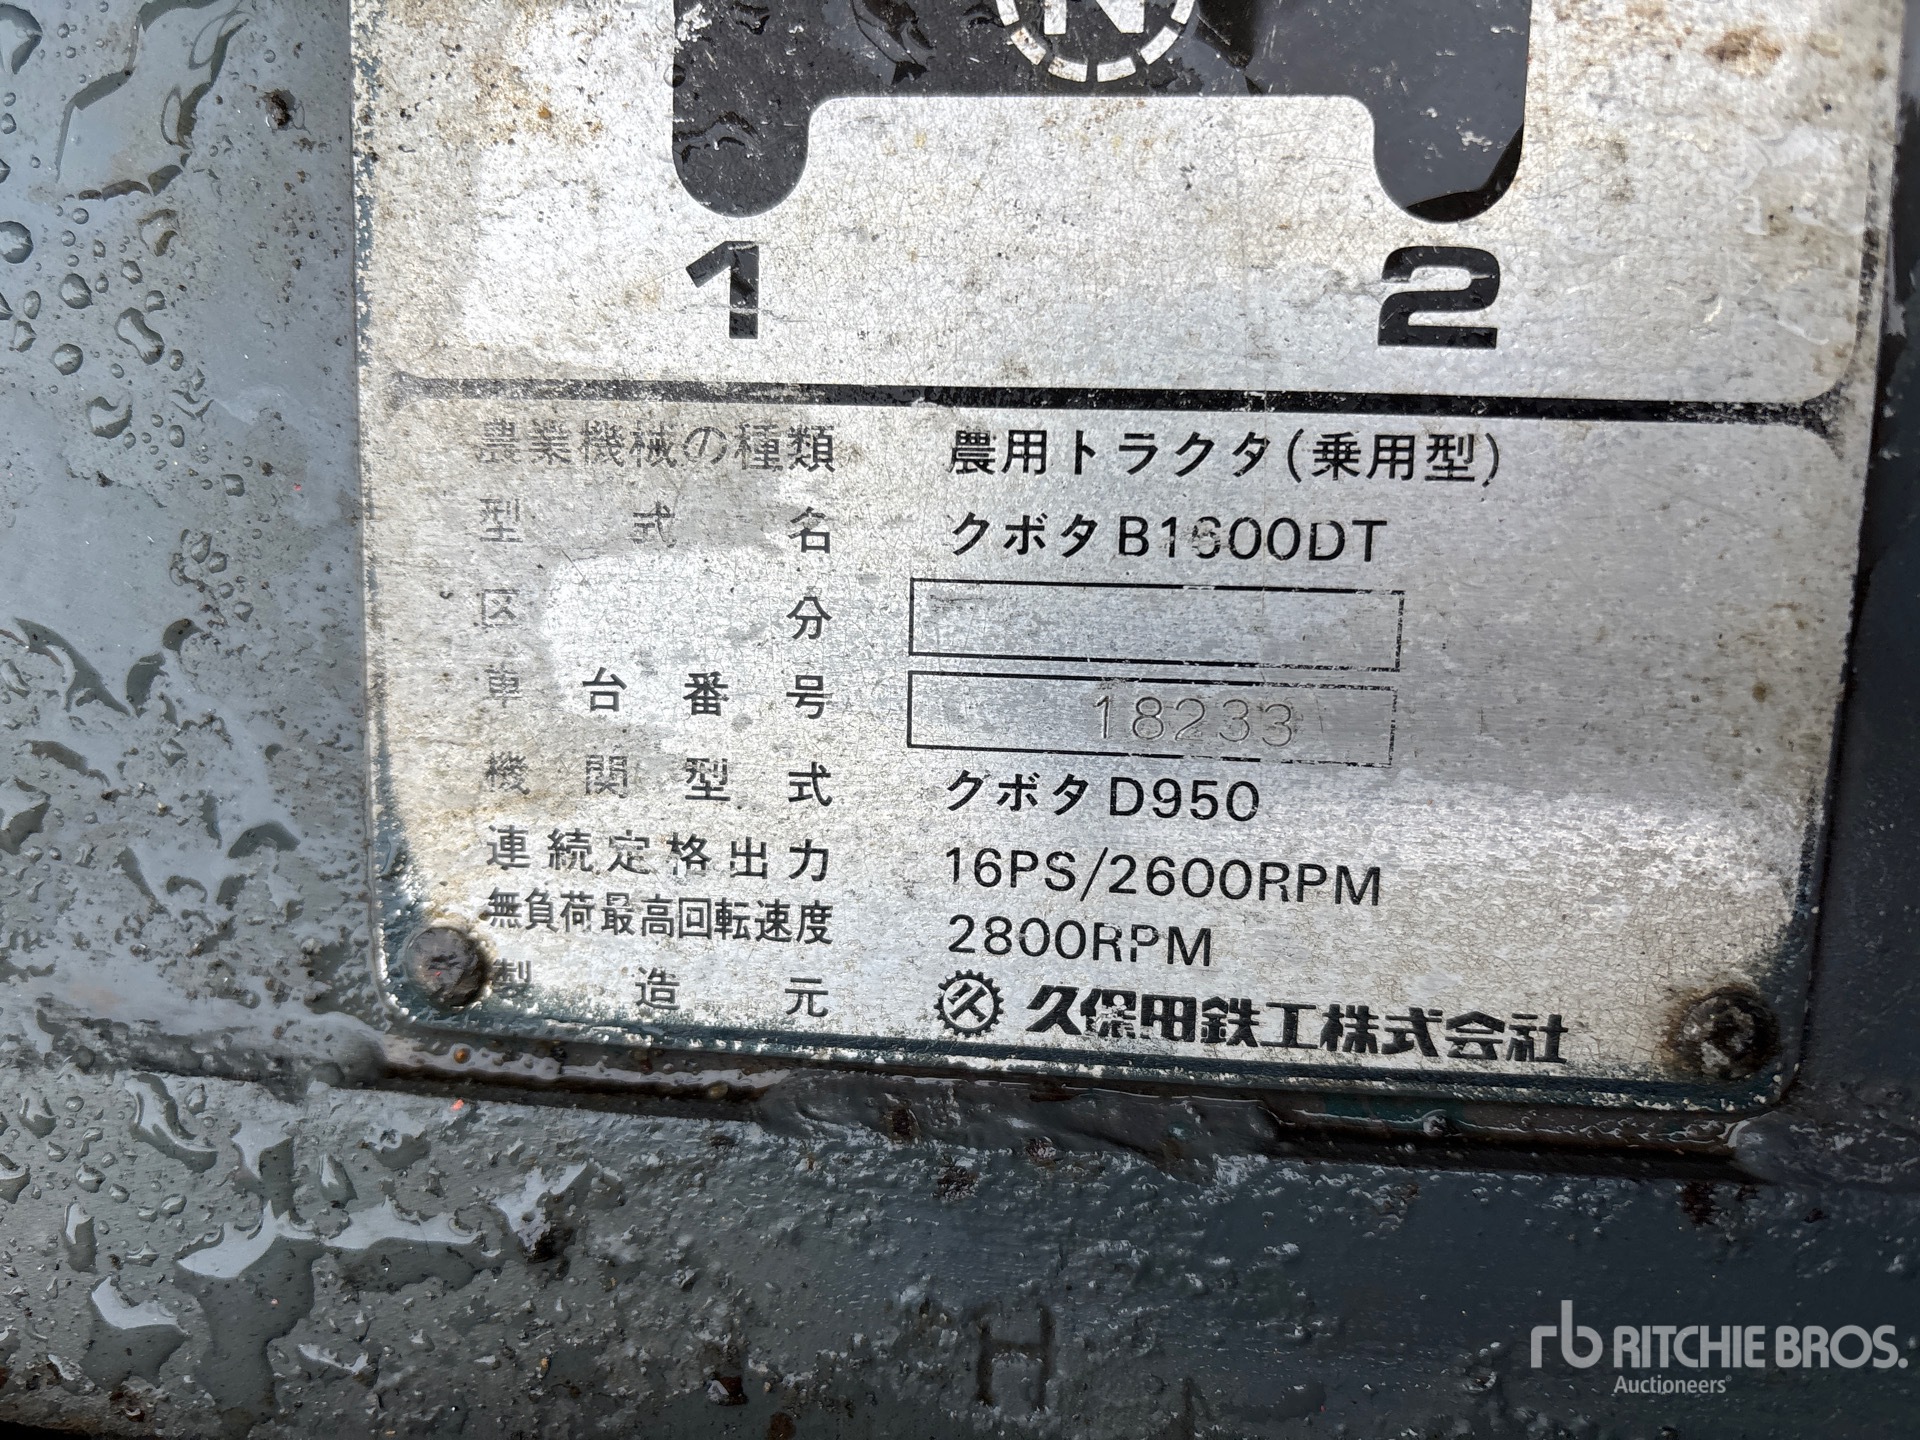 N
1 2
農業機械の種類 農用トラクタ(乗用型)
型式名 クボタB1600DT
区分
車台番号 18233
機関型式 クボタD950
連続定格出力 16PS/2600RPM
無負荷最高回転速度 2800RPM
製造元 久保田鉄工株式会社
H
rb RITCHIE BROS.
Auctioneers